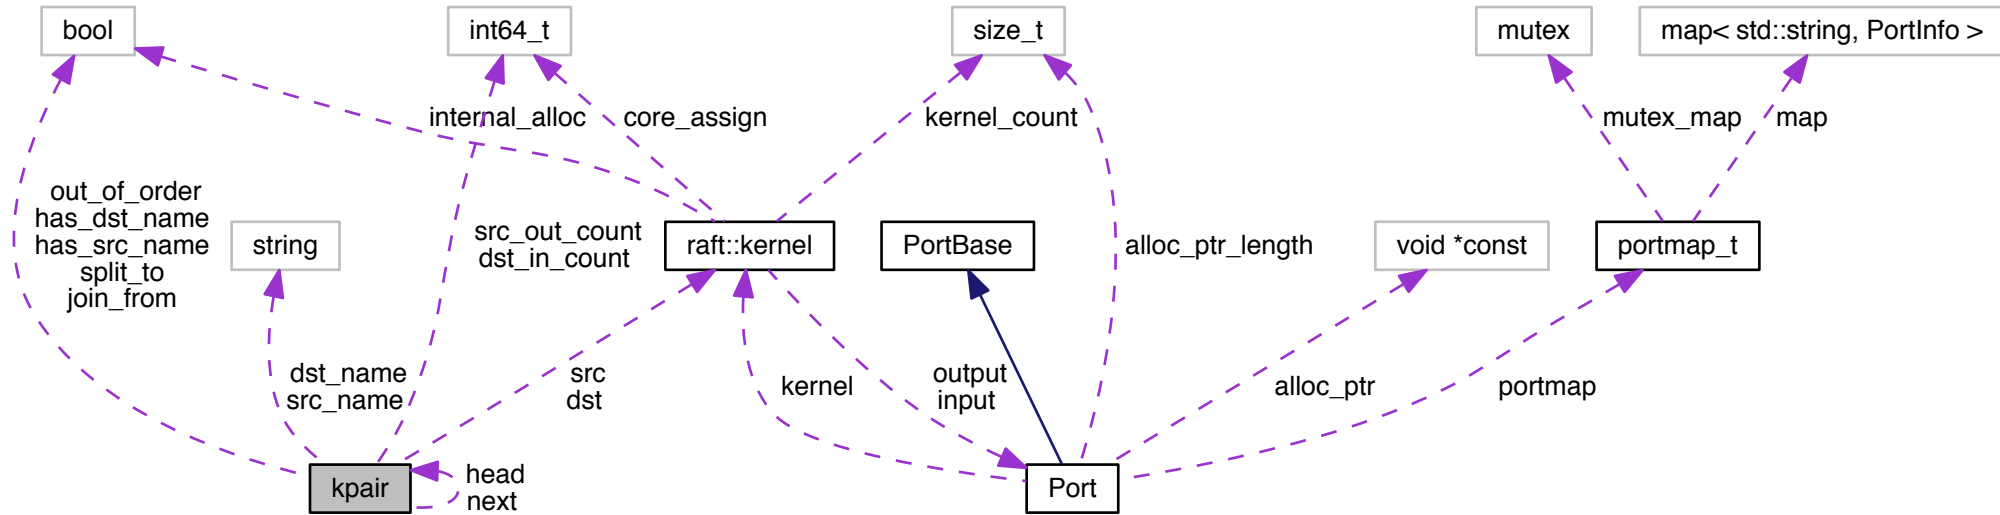 bool
int64_t
size_t
mutex
map< std::string, PortInfo >
internal_alloc
core_assign
kernel_count
mutex_map
map
out_of_order
has_dst_name
has_src_name
split_to
join_from
string
src_out_count
dst_in_count
raft::kernel
PortBase
alloc_ptr_length
void *const
portmap_t
dst_name
src_name
src
dst
kernel
output
input
alloc_ptr
portmap
kpair
head
next
Port